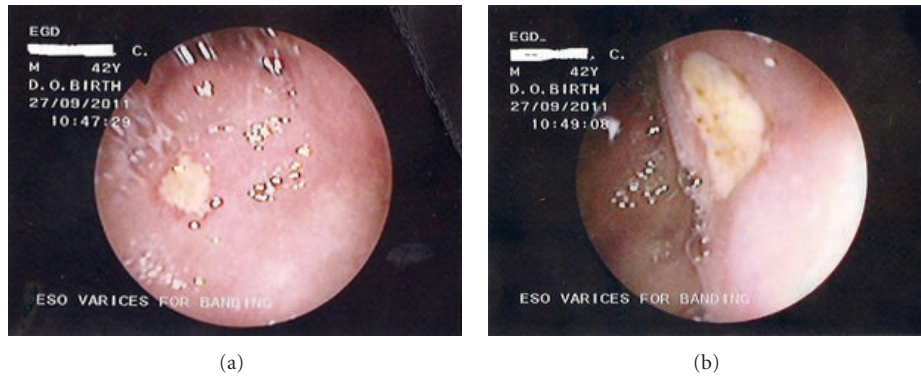 EGD
C.
M 42Y
D.O.BIRTH
27/09/2011
10:47:29
ESO VARICES FOR BANDING
(a)
EGD_
C.
M 42Y
D.O.BIRTH
27/09/2011
10:49:08
ESO VARICES FOR BANDING
(b)